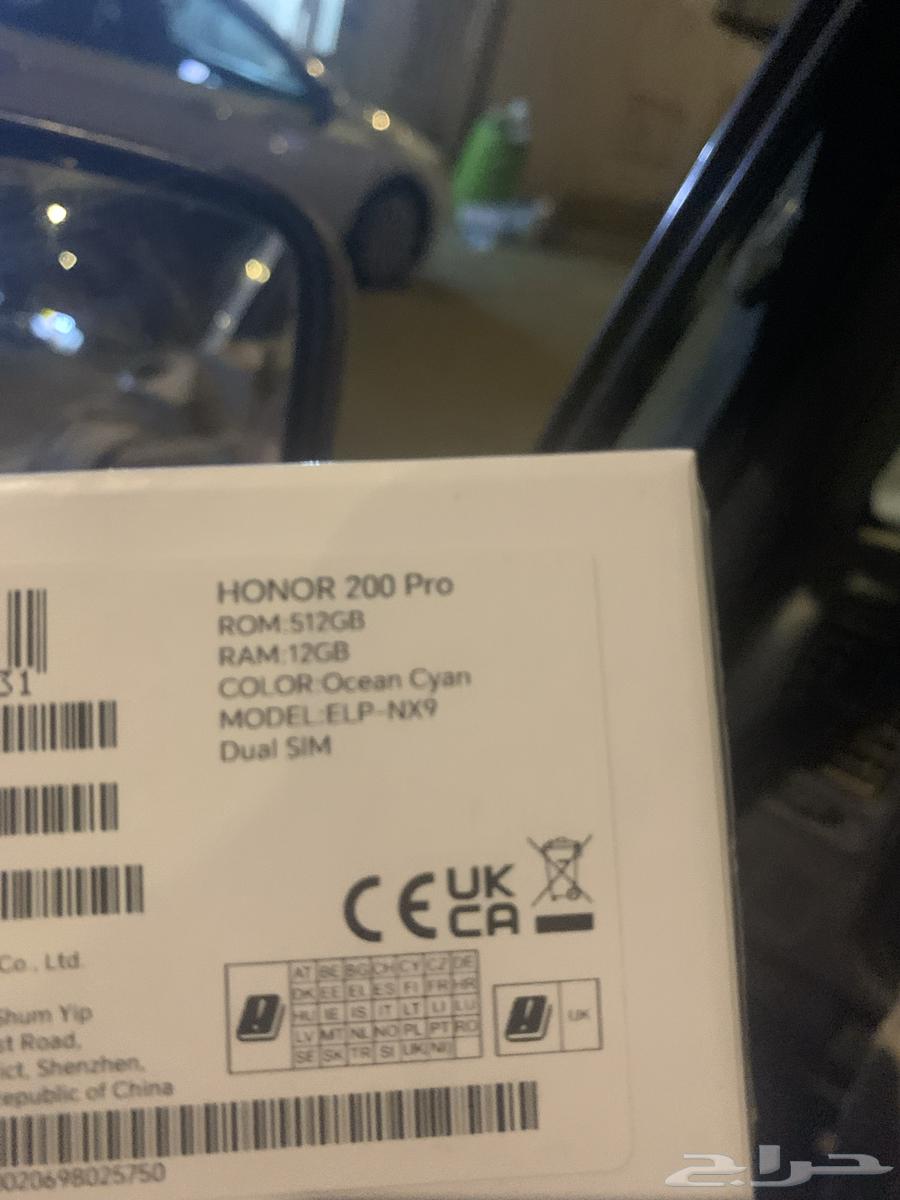 HONOR 200 Pro
ROM:512GB
RAM:12GB
COLOR:Ocean Cyan
MODEL:ELP-NX9
Dual SIM
31
CE UK
CA
Co., Ltd.
Shum Yip
st Road,
ict, Shenzhen,
epublic of China
AT BE BG CH CY CZ DE
DK EE EL ES FI FR HR
HU IE IS IT LT LI LU
LV MT NL NO PL PT RO
SE SK TR SI UK(NI)
UK
0020698025750
حراج